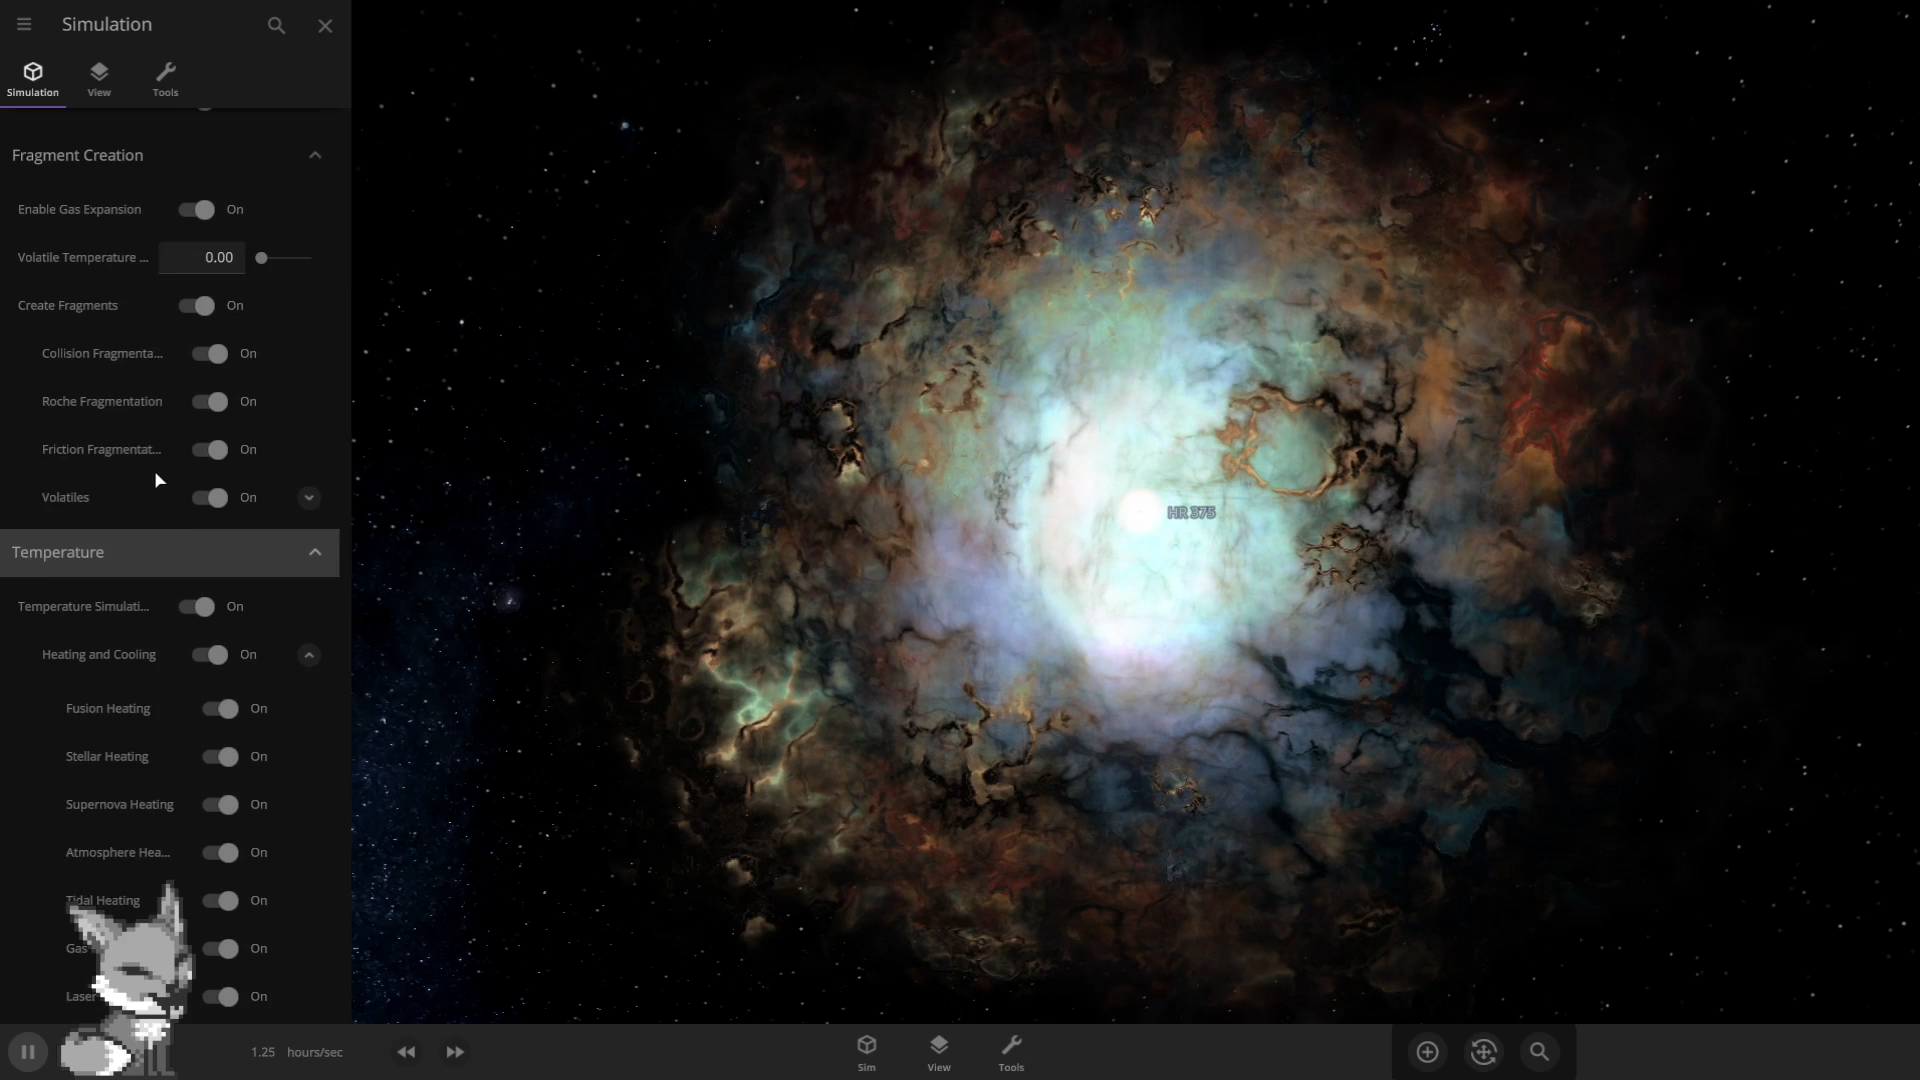 Simulation
Simulation
View
Tools
Fragment Creation
Enable Gas Expansion On
Volatile Temperature ... 0.00
Create Fragments On
Collision Fragmenta... On
Roche Fragmentation On
Friction Fragmentat... On
Volatiles On
Temperature
Temperature Simulati... On
Heating and Cooling On
Fusion Heating On
Stellar Heating On
Supernova Heating On
Atmosphere Hea... On
Tidal Heating On
Gas On
Laser On
HR 375
1.25 hours/sec
Sim
View
Tools